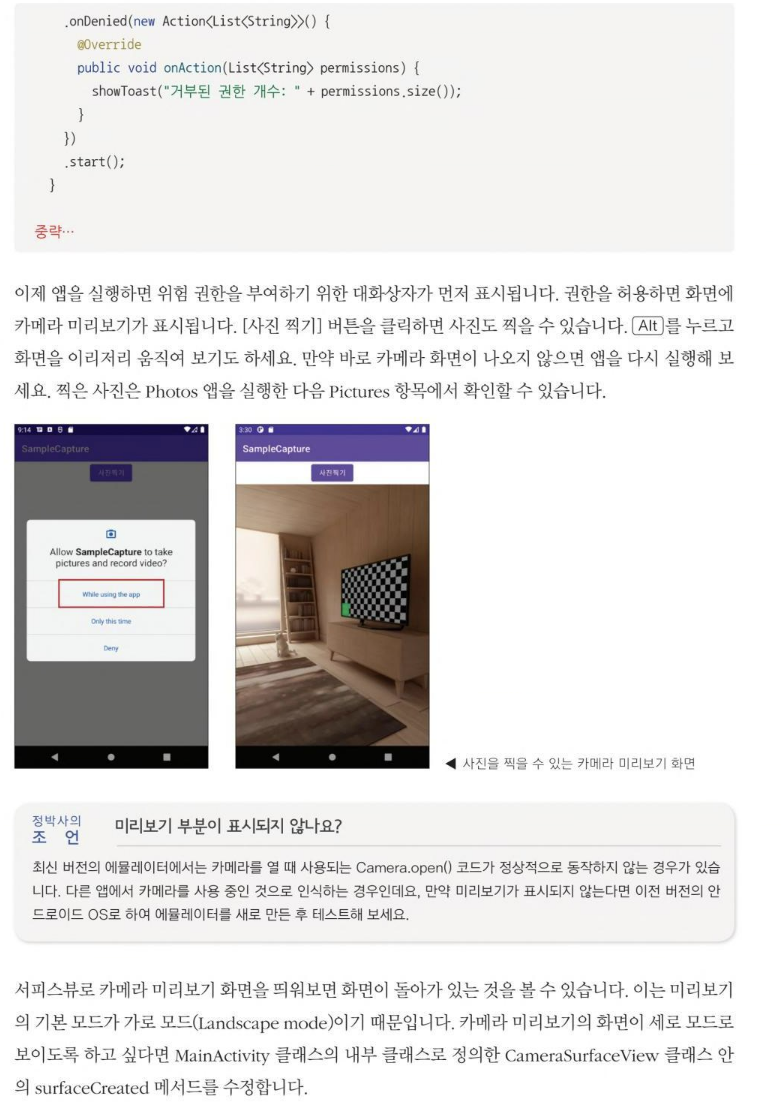 .onDenied(new Action<List<String>>() {
@Override
public void onAction(List<String> permissions) {
showToast("거부된 권한 개수: " + permissions.size());
}
})
.start();
}
중략…
이제 앱을 실행하면 위험 권한을 부여하기 위한 대화상자가 먼저 표시됩니다. 권한을 허용하면 화면에
카메라 미리보기가 표시됩니다. [사진 찍기] 버튼을 클릭하면 사진도 찍을 수 있습니다. Alt를 누르고
화면을 이리저리 움직여 보기도 하세요. 만약 바로 카메라 화면이 나오지 않으면 앱을 다시 실행해 보
세요. 찍은 사진은 Photos 앱을 실행한 다음 Pictures 항목에서 확인할 수 있습니다.
9:14
SampleCapture
사진찍기
Allow SampleCapture to take
pictures and record video?
While using the app
Only this time
Deny
3:30
SampleCapture
사진찍기
◀ 사진을 찍을 수 있는 카메라 미리보기 화면
정박사의
조 언
미리보기 부분이 표시되지 않나요?
최신 버전의 에뮬레이터에서는 카메라를 열 때 사용되는 Camera.open() 코드가 정상적으로 동작하지 않는 경우가 있습
니다. 다른 앱에서 카메라를 사용 중인 것으로 인식하는 경우인데요, 만약 미리보기가 표시되지 않는다면 이전 버전의 안
드로이드 OS로 하여 에뮬레이터를 새로 만든 후 테스트해 보세요.
서피스뷰로 카메라 미리보기 화면을 띄워보면 화면이 돌아가 있는 것을 볼 수 있습니다. 이는 미리보기
의 기본 모드가 가로 모드(Landscape mode)이기 때문입니다. 카메라 미리보기의 화면이 세로 모드로
보이도록 하고 싶다면 MainActivity 클래스의 내부 클래스로 정의한 CameraSurfaceView 클래스 안
의 surfaceCreated 메서드를 수정합니다.